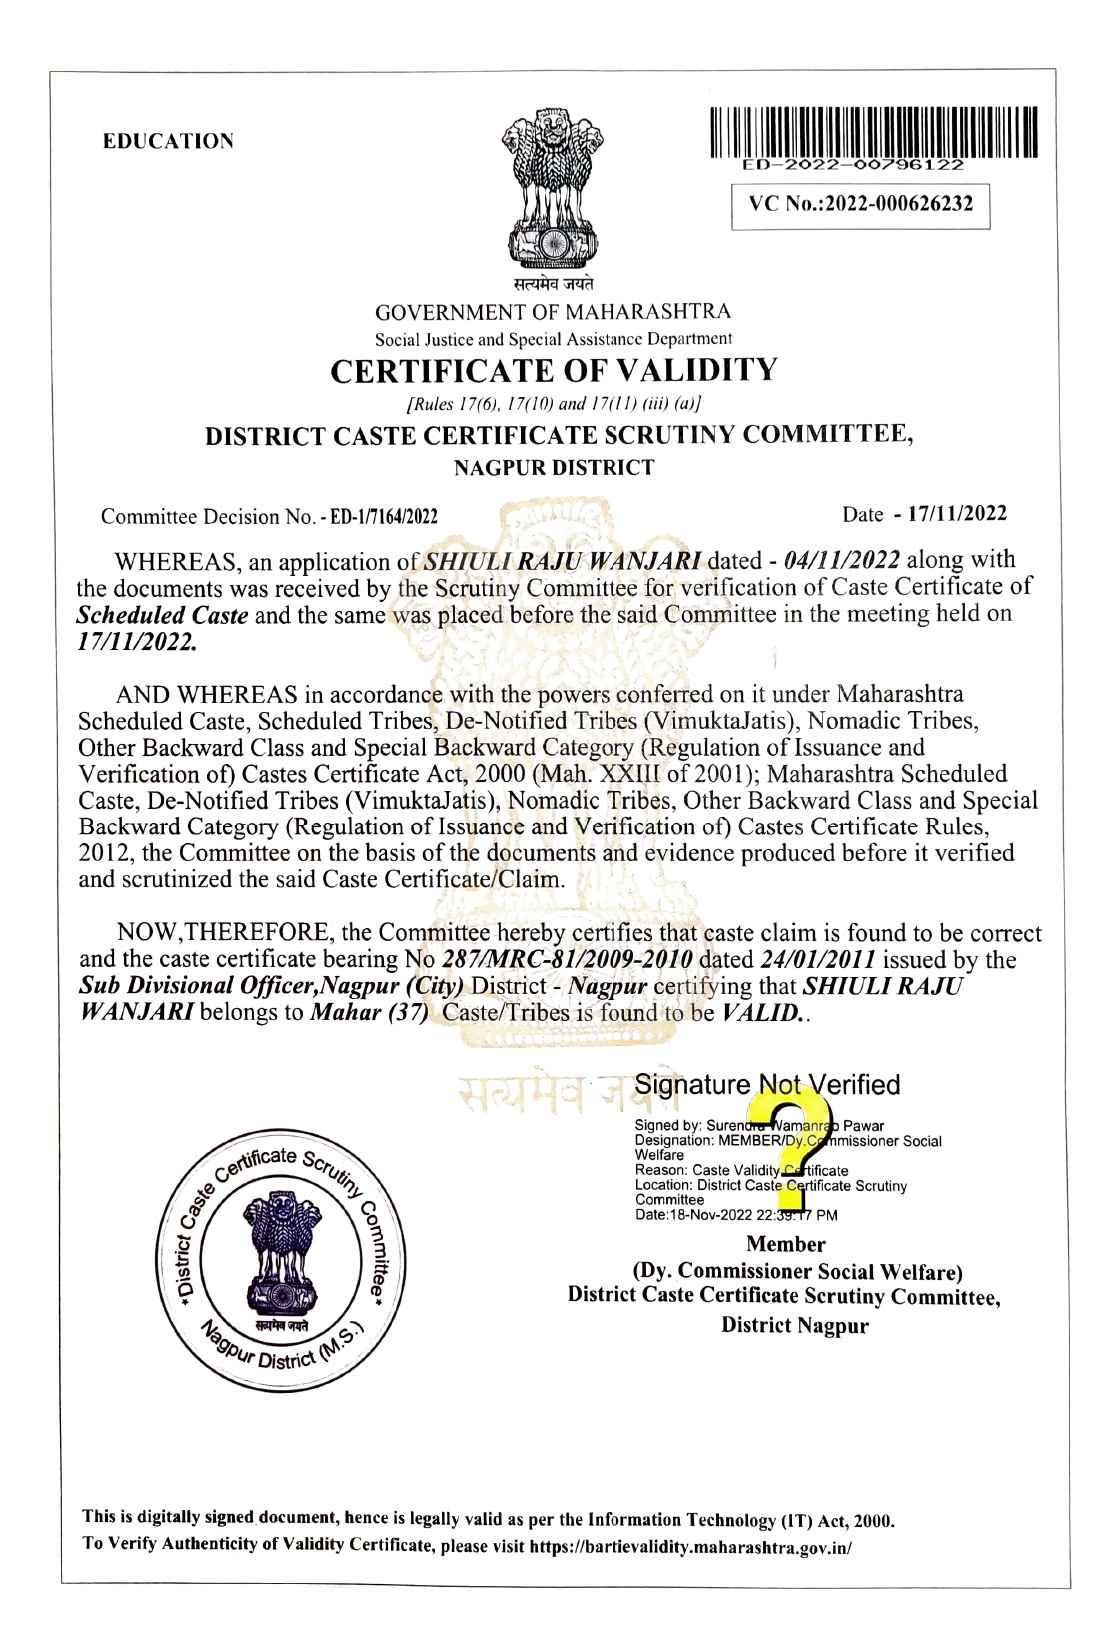 EDUCATION
ED-2022-00796122
VC No.:2022-000626232
सत्यमेव जयते
GOVERNMENT OF MAHARASHTRA
Social Justice and Special Assistance Department
CERTIFICATE OF VALIDITY
[Rules 17(6), 17(10) and 17(11) (iii) (a)]
DISTRICT CASTE CERTIFICATE SCRUTINY COMMITTEE,
NAGPUR DISTRICT
Committee Decision No. - ED-1/7164/2022
Date - 17/11/2022
WHEREAS, an application of SHIULI RAJU WANJARI dated - 04/11/2022 along with
the documents was received by the Scrutiny Committee for verification of Caste Certificate of
Scheduled Caste and the same was placed before the said Committee in the meeting held on
17/11/2022.
AND WHEREAS in accordance with the powers conferred on it under Maharashtra
Scheduled Caste, Scheduled Tribes, De-Notified Tribes (VimuktaJatis), Nomadic Tribes,
Other Backward Class and Special Backward Category (Regulation of Issuance and
Verification of) Castes Certificate Act, 2000 (Mah. XXIII of 2001); Maharashtra Scheduled
Caste, De-Notified Tribes (VimuktaJatis), Nomadic Tribes, Other Backward Class and Special
Backward Category (Regulation of Issuance and Verification of) Castes Certificate Rules,
2012, the Committee on the basis of the documents and evidence produced before it verified
and scrutinized the said Caste Certificate/Claim.
NOW,THEREFORE, the Committee hereby certifies that caste claim is found to be correct
and the caste certificate bearing No 287/MRC-81/2009-2010 dated 24/01/2011 issued by the
Sub Divisional Officer,Nagpur (City) District - Nagpur certifying that SHIULI RAJU
WANJARI belongs to Mahar (37) Caste/Tribes is found to be VALID..
सत्यमेव जयते
Signature Not Verified
Signed by: Surendra Wamanrao Pawar
Designation: MEMBER/Dy.Commissioner Social
Welfare
Reason: Caste Validity Certificate
Location: District Caste Certificate Scrutiny
Committee
Date:18-Nov-2022 22:39:17 PM
Member
(Dy. Commissioner Social Welfare)
District Caste Certificate Scrutiny Committee,
District Nagpur
*District Caste Certificate Scrutiny Committee*
सत्यमेव जयते
Nagpur District (M.S.)
This is digitally signed document, hence is legally valid as per the Information Technology (IT) Act, 2000.
To Verify Authenticity of Validity Certificate, please visit https://bartievalidity.maharashtra.gov.in/